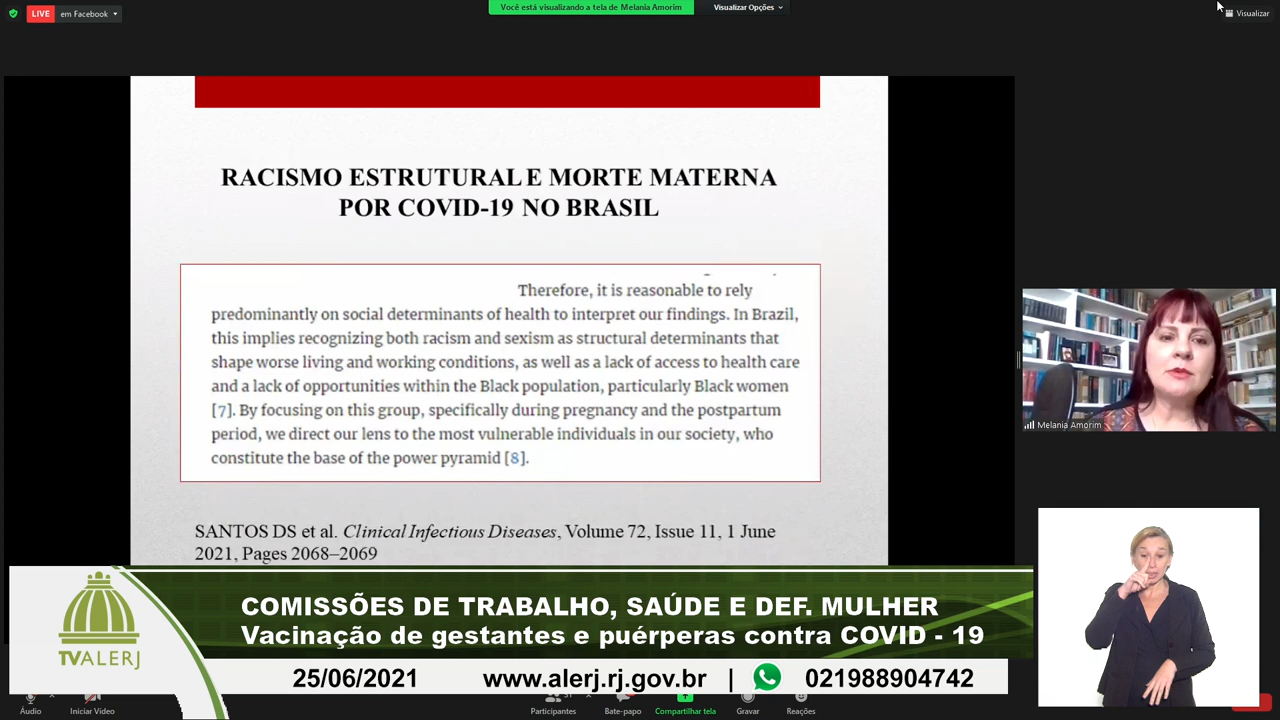 LIVE
em Facebook
Você está visualizando a tela de Melania Amorim
Visualizar Opções
Visualizar
RACISMO ESTRUTURAL E MORTE MATERNA
POR COVID-19 NO BRASIL
Therefore, it is reasonable to rely
predominantly on social determinants of health to interpret our findings. In Brazil,
this implies recognizing both racism and sexism as structural determinants that
shape worse living and working conditions, as well as a lack of access to health care
and a lack of opportunities within the Black population, particularly Black women
[7]. By focusing on this group, specifically during pregnancy and the postpartum
period, we direct our lens to the most vulnerable individuals in our society, who
constitute the base of the power pyramid [8].
SANTOS DS et al. Clinical Infectious Diseases, Volume 72, Issue 11, 1 June
2021, Pages 2068–2069
Melania Amorim
COMISSÕES DE TRABALHO, SAÚDE E DEF. MULHER
Vacinação de gestantes e puérperas contra COVID - 19
TVALERJ
25/06/2021 www.alerj.rj.gov.br | 021988904742
Áudio
Iniciar Vídeo
Participantes
Bate-papo
Compartilhar tela
Gravar
Reações